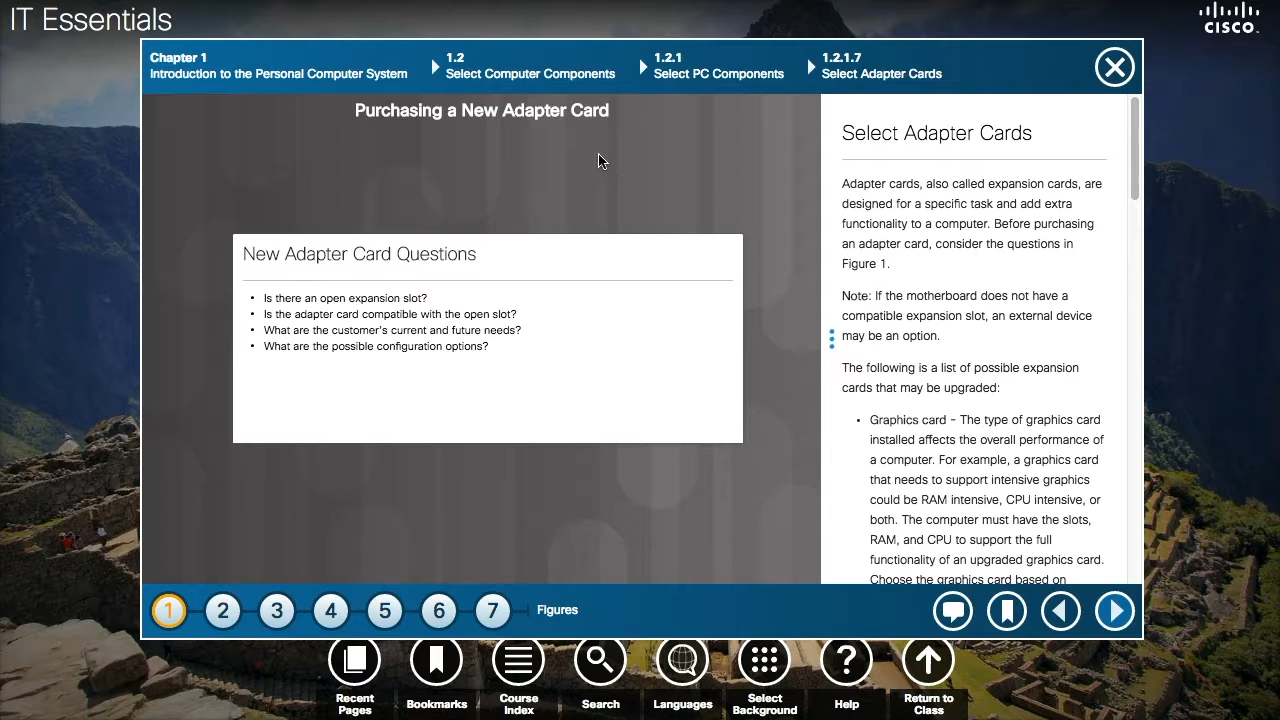 IT Essentials
CISCO
Chapter 1
Introduction to the Personal Computer System
1.2
Select Computer Components
1.2.1
Select PC Components
1.2.1.7
Select Adapter Cards
Purchasing a New Adapter Card
New Adapter Card Questions
• Is there an open expansion slot?
• Is the adapter card compatible with the open slot?
• What are the customer's current and future needs?
• What are the possible configuration options?
Select Adapter Cards
Adapter cards, also called expansion cards, are
designed for a specific task and add extra
functionality to a computer. Before purchasing
an adapter card, consider the questions in
Figure 1.
Note: If the motherboard does not have a
compatible expansion slot, an external device
may be an option.
The following is a list of possible expansion
cards that may be upgraded:
• Graphics card - The type of graphics card
installed affects the overall performance of
a computer. For example, a graphics card
that needs to support intensive graphics
could be RAM intensive, CPU intensive, or
both. The computer must have the slots,
RAM, and CPU to support the full
functionality of an upgraded graphics card.
Choose the graphics card based on
1 2 3 4 5 6 7 Figures
Recent
Pages
Bookmarks
Course
Index
Search
Languages
Select
Background
?
Help
Return to
Class